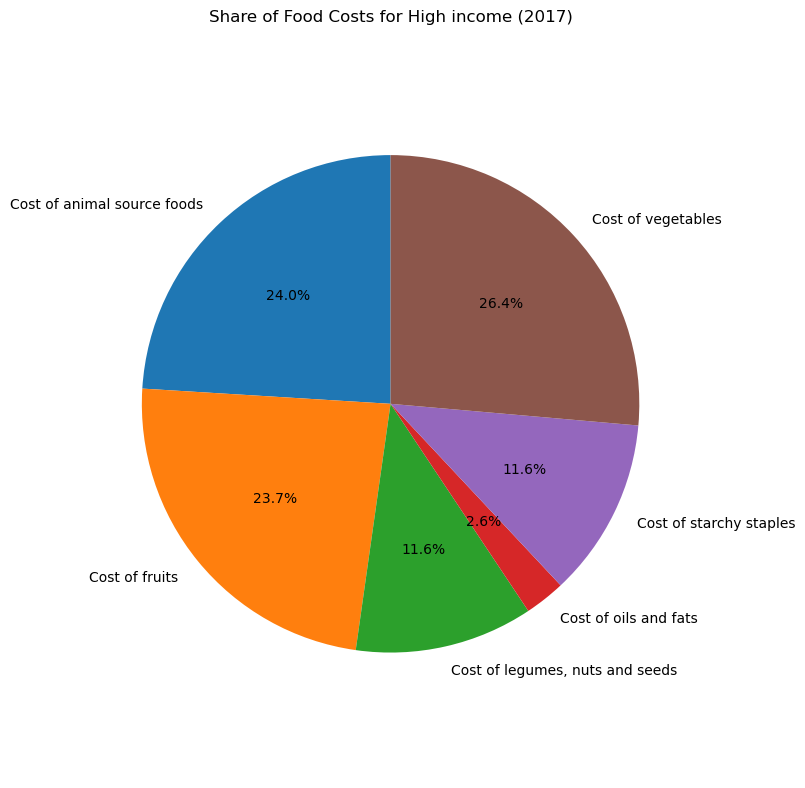 Share of Food Costs for High income (2017)
Cost of animal source foods
24.0%
Cost of vegetables
26.4%
Cost of fruits
23.7%
Cost of starchy staples
11.6%
Cost of oils and fats
2.6%
Cost of legumes, nuts and seeds
11.6%